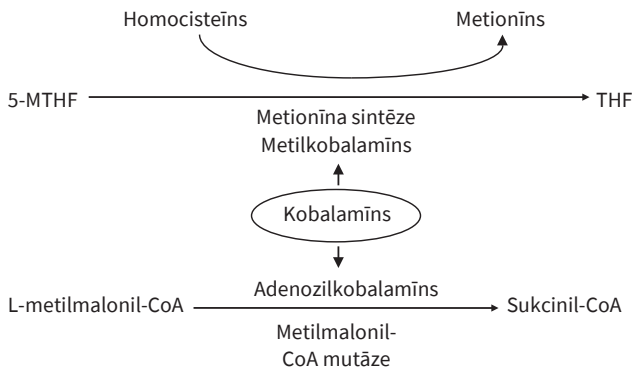 Homocisteīns
Metionīns
5-MTHF
THF
Metionīna sintēze
Metilkobalamīns
Kobalamīns
Adenozilkobalamīns
L-metilmalonil-CoA
Sukcinil-CoA
Metilmalonil-
CoA mutāze